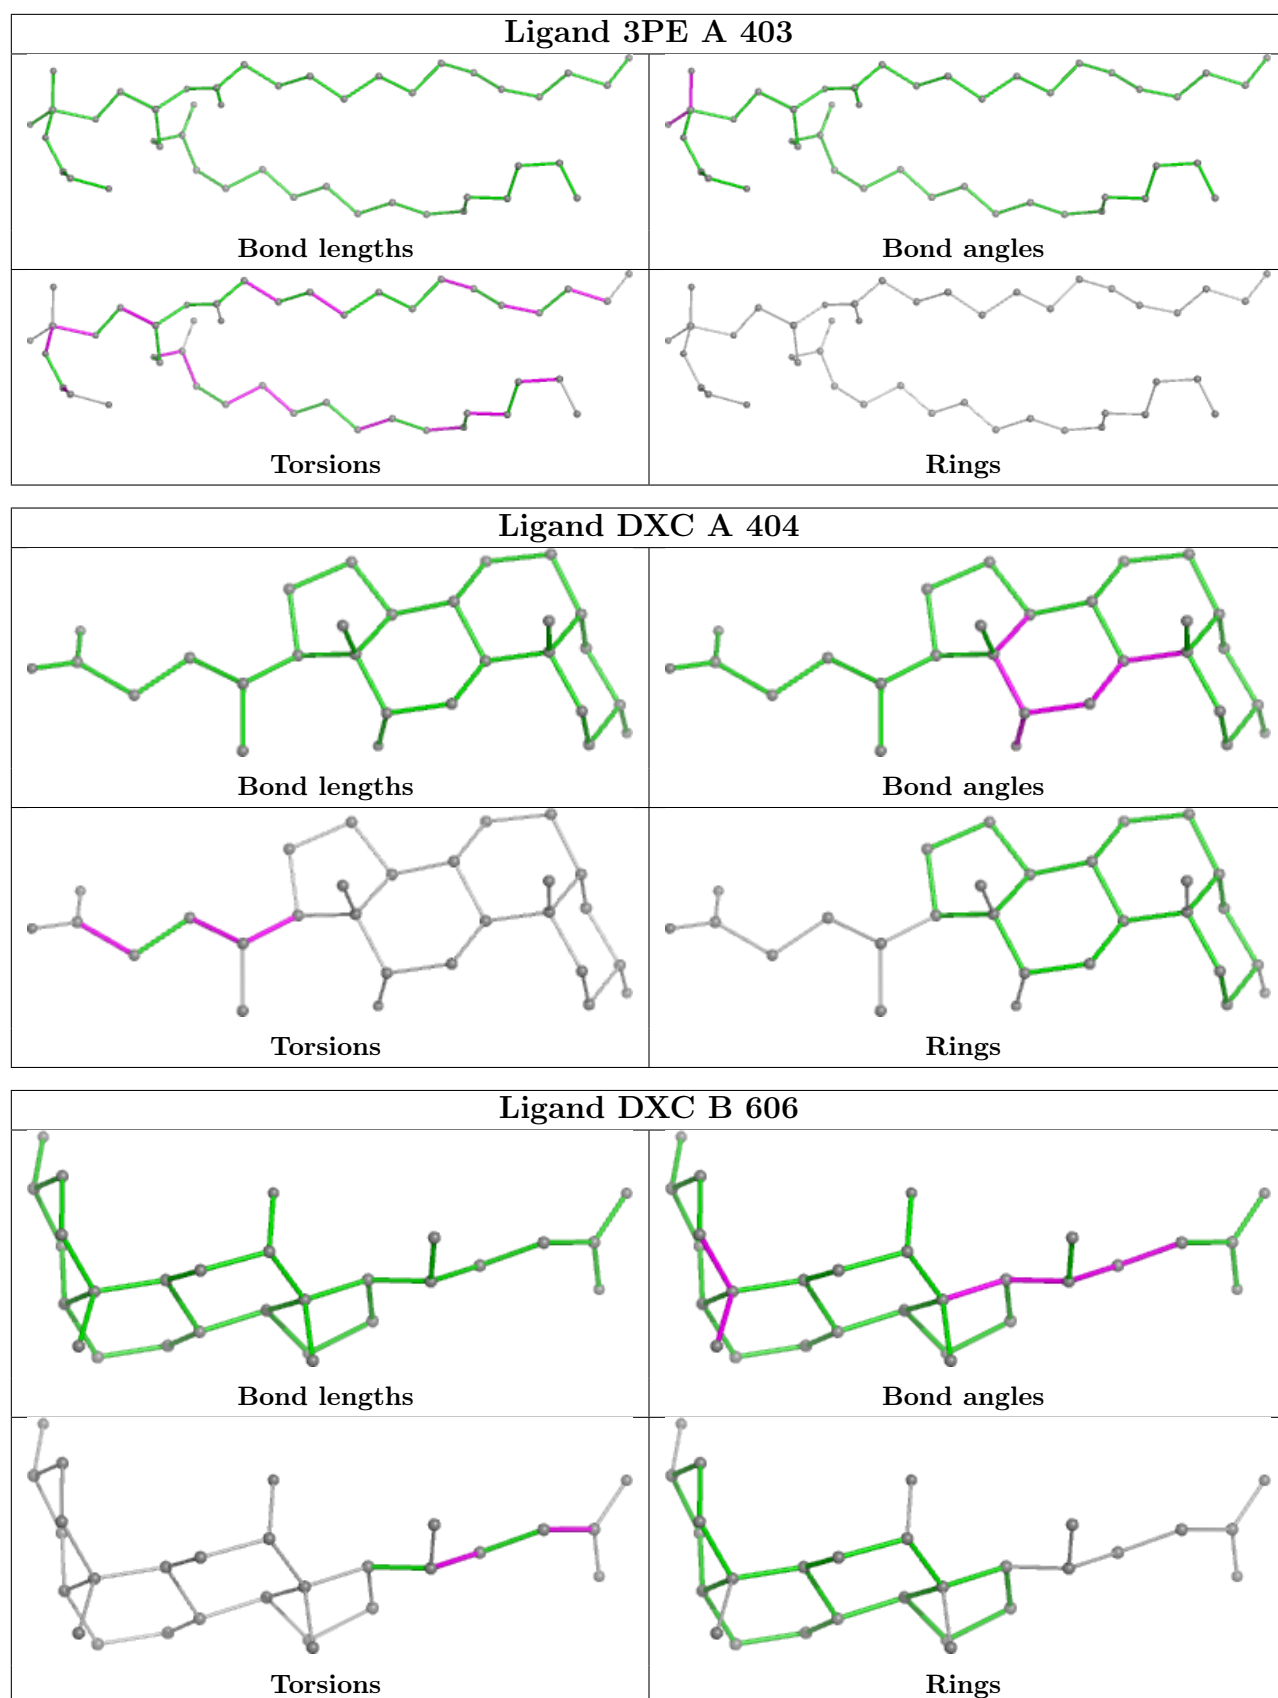 Ligand 3PE A 403
Bond lengths
Bond angles
Torsions
Rings
Ligand DXC A 404
Bond lengths
Bond angles
Torsions
Rings
Ligand DXC B 606
Bond lengths
Bond angles
Torsions
Rings